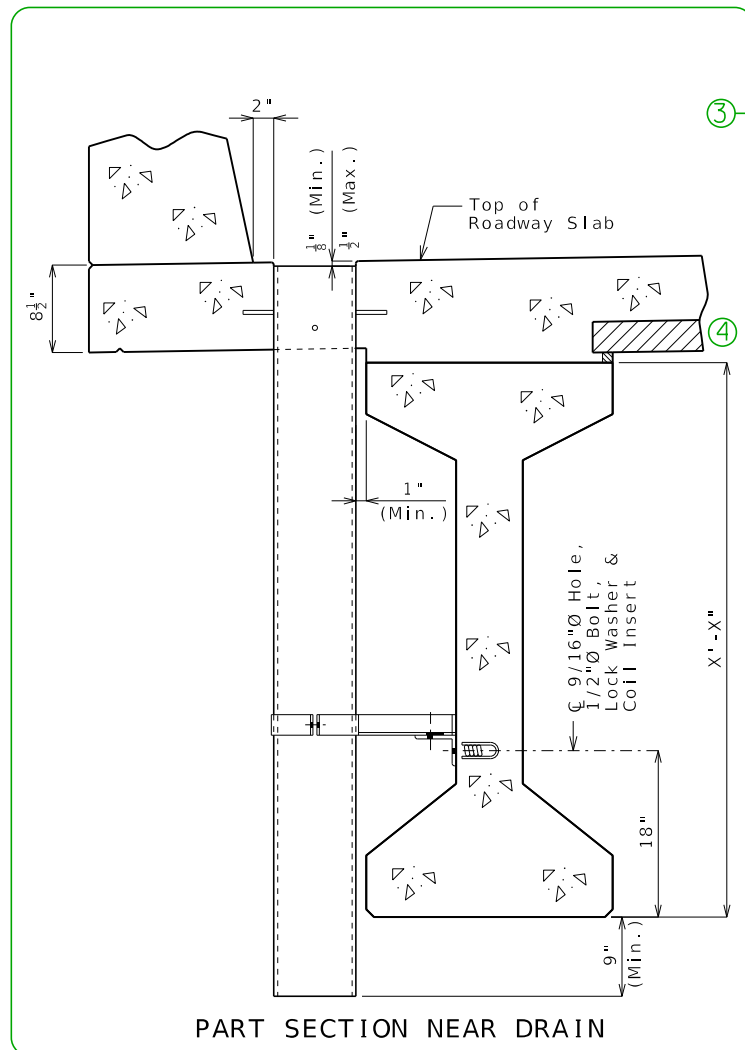 2"
③
1/8" (Min.)
1/2" (Max.)
Top of
Roadway Slab
8 1/2"
④
1"
(Min.)
℄ 9/16"Ø Hole,
1/2"Ø Bolt,
Lock Washer &
Coil Insert
X'-X"
18"
9"
(Min.)
PART SECTION NEAR DRAIN